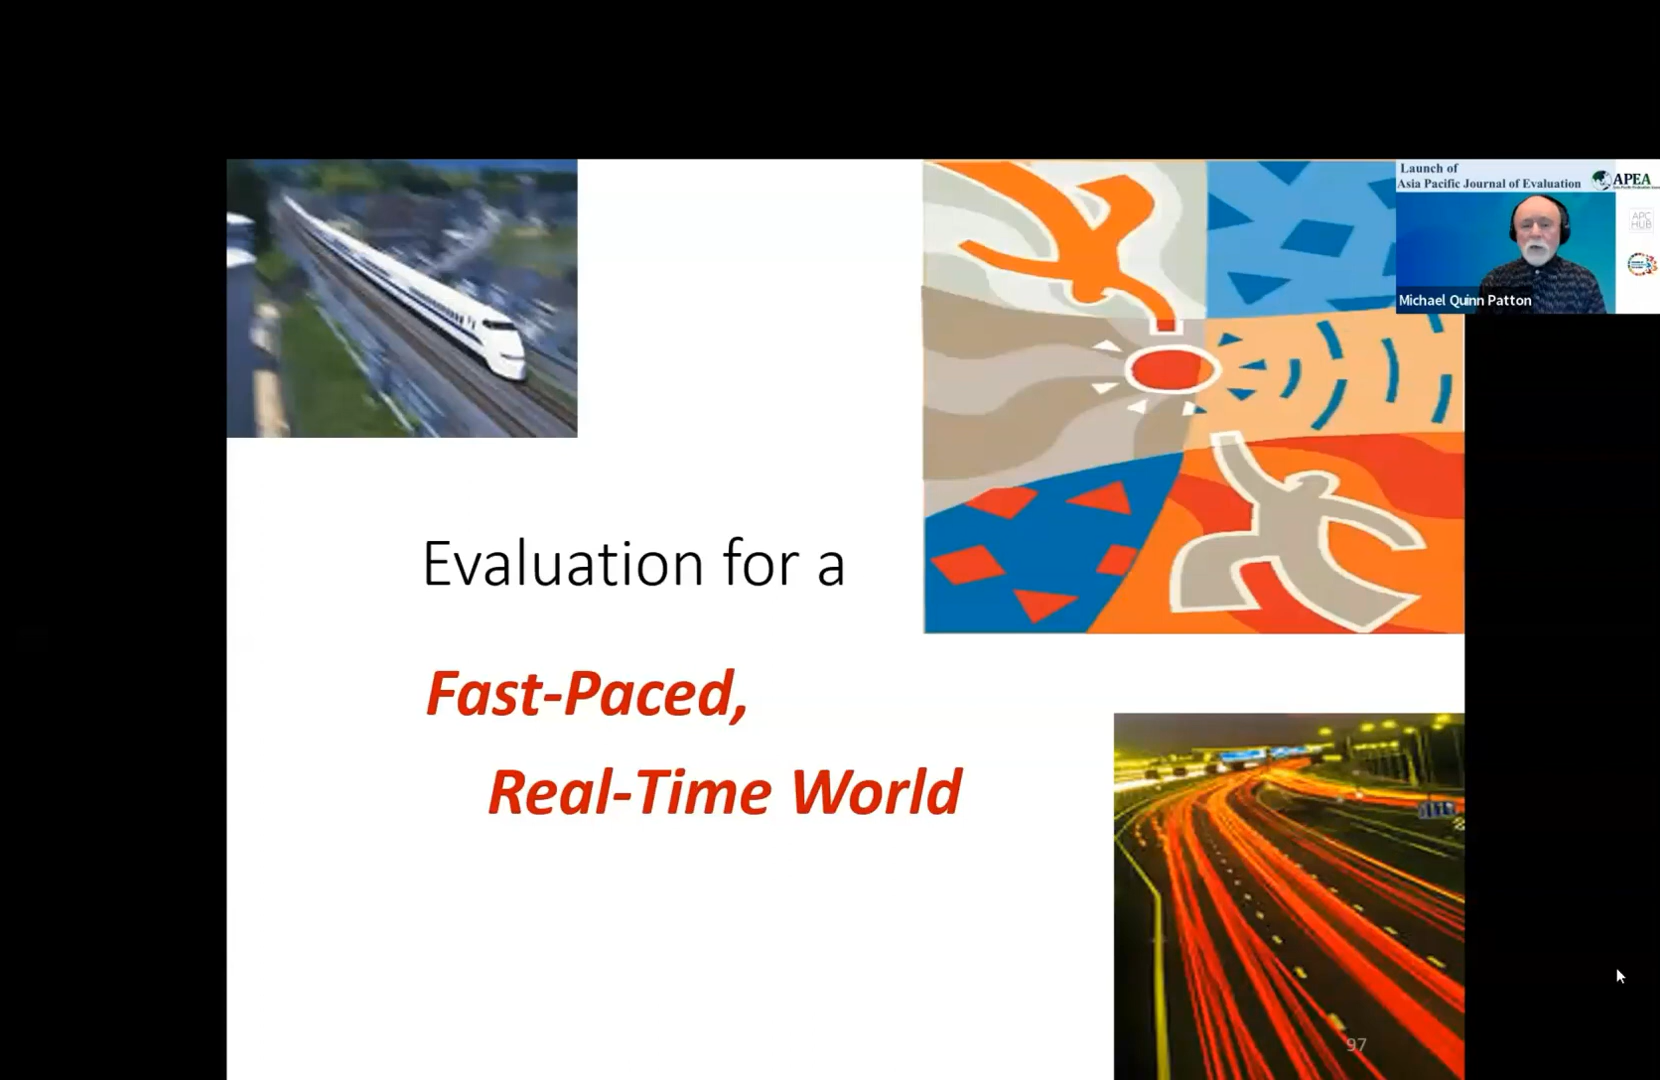 Launch of
Asia Pacific Journal of Evaluation
APEA
APC
HUB
Michael Quinn Patton
Evaluation for a
Fast-Paced,
Real-Time World
97